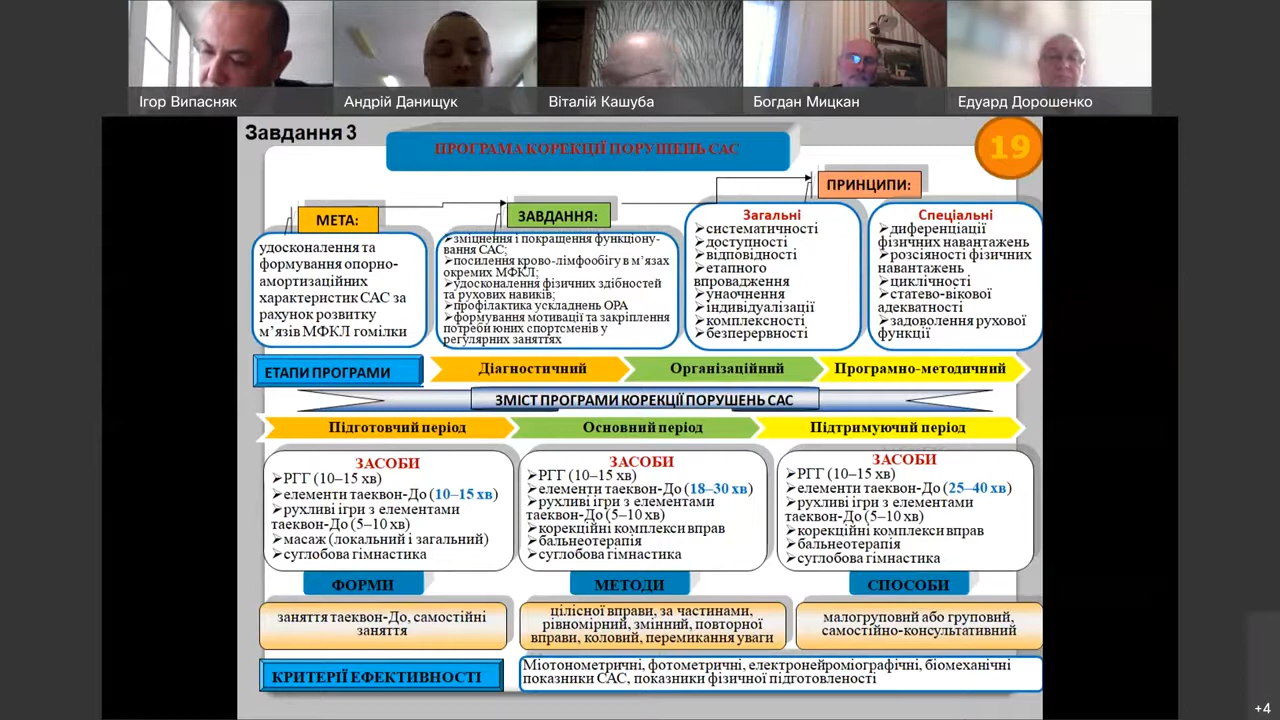 Ігор Випасняк
Андрій Данищук
Віталій Кашуба
Богдан Мицкан
Едуард Дорошенко
Завдання 3
ПРОГРАМА КОРЕКЦІЇ ПОРУШЕНЬ САС
19
МЕТА:
удосконалення та
формування опорно-
амортизаційних
характеристик САС за
рахунок розвитку
м’язів МФКЛ гомілки
ЗАВДАННЯ:
зміцнення і покращення функціону-
вання САС;
посилення крово-лімфообігу в м’язах
окремих МФКЛ;
удосконалення фізичних здібностей
та рухових навиків;
профілактика ускладнень ОРА
формування мотивації та закріплення
потреби юних спортсменів у
регулярних заняттях
ПРИНЦИПИ:
Загальні
систематичності
доступності
відповідності
етапного
впровадження
унаочнення
індивідуалізації
комплексності
безперервності
Спеціальні
диференціації
фізичних навантажень
розсіяності фізичних
навантажень
циклічності
статево-вікової
адекватності
задоволення рухової
функції
ЕТАПИ ПРОГРАМИ
Діагностичний
Організаційний
Програмно-методичний
ЗМІСТ ПРОГРАМИ КОРЕКЦІЇ ПОРУШЕНЬ САС
Підготовчий період
Основний період
Підтримуючий період
ЗАСОБИ
РГГ (10–15 хв)
елементи таеквон-До (10–15 хв)
рухливі ігри з елементами
таеквон-До (5–10 хв)
масаж (локальний і загальний)
суглобова гімнастика
ЗАСОБИ
РГГ (10–15 хв)
елементи таеквон-До (18–30 хв)
рухливі ігри з елементами
таеквон-До (5–10 хв)
корекційні комплекси вправ
бальнеотерапія
суглобова гімнастика
ЗАСОБИ
РГГ (10–15 хв)
елементи таеквон-До (25–40 хв)
рухливі ігри з елементами
таеквон-До (5–10 хв)
корекційні комплекси вправ
бальнеотерапія
суглобова гімнастика
ФОРМИ
заняття таеквон-До, самостійні
заняття
МЕТОДИ
цілісної вправи, за частинами,
рівномірний, змінний, повторної
вправи, коловий, перемикання уваги
СПОСОБИ
малогруповий або груповий,
самостійно-консультативний
КРИТЕРІЇ ЕФЕКТИВНОСТІ
Міотонометричні, фотометричні, електронейроміографічні, біомеханічні
показники САС, показники фізичної підготовленості
+4